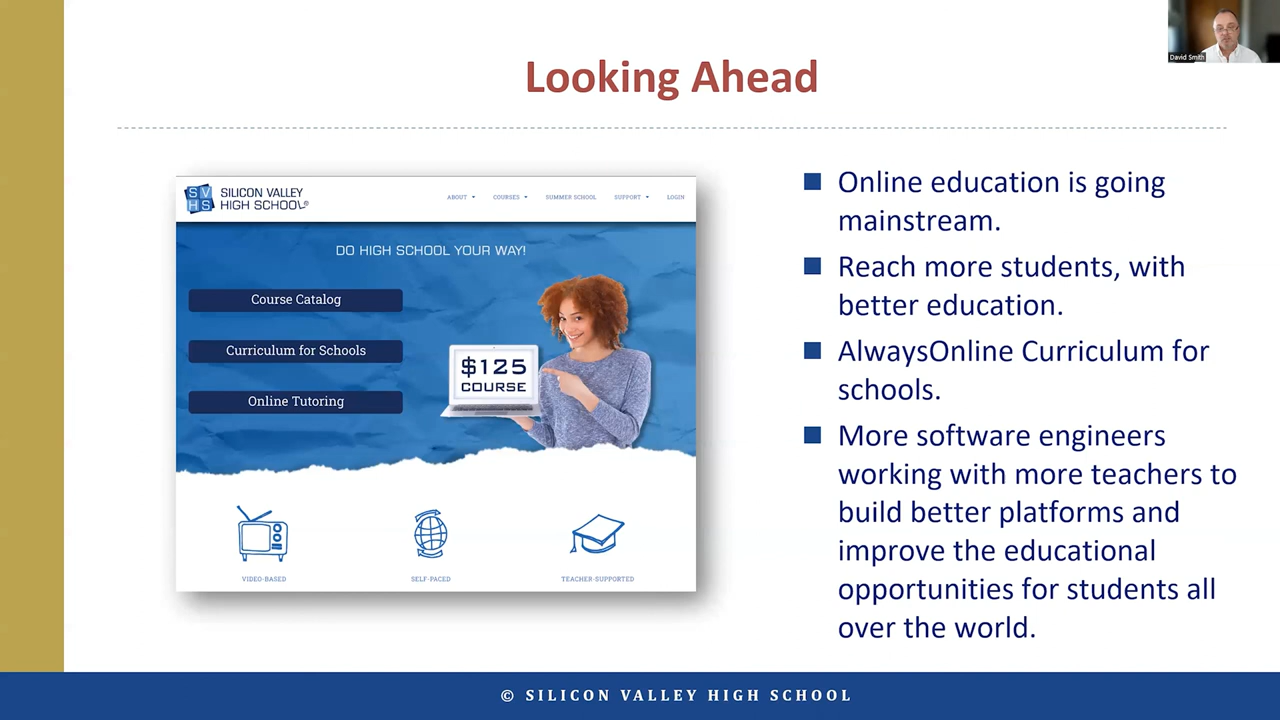 David Smith
Looking Ahead
SVHS
SILICON VALLEY
HIGH SCHOOL®
ABOUT COURSES SUMMER SCHOOL SUPPORT LOGIN
DO HIGH SCHOOL YOUR WAY!
Course Catalog
Curriculum for Schools
Online Tutoring
$125
COURSE
VIDEO-BASED
SELF-PACED
TEACHER-SUPPORTED
Online education is going
mainstream.
Reach more students, with
better education.
AlwaysOnline Curriculum for
schools.
More software engineers
working with more teachers to
build better platforms and
improve the educational
opportunities for students all
over the world.
© SILICON VALLEY HIGH SCHOOL